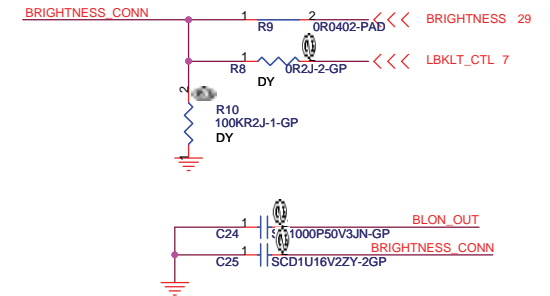 BRIGHTNESS_CONN
1 R9 2 0R0402-PAD BRIGHTNESS 29
1 R8 0R2J-2-GP LBKLT_CTL 7
DY
2
R10
100KR2J-1-GP
DY
1
BLON_OUT
1 C24 1000P50V3JN-GP
BRIGHTNESS_CONN
1 C25 SCD1U16V2ZY-2GP